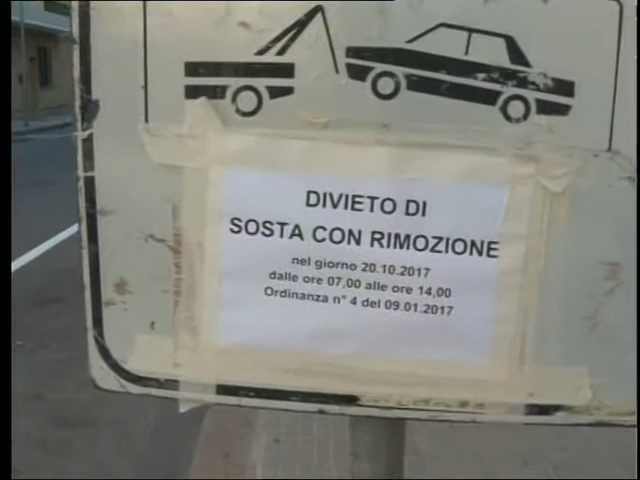 DIVIETO DI
SOSTA CON RIMOZIONE
nel giorno 20.10.2017
dalle ore 07,00 alle ore 14,00
Ordinanza n° 4 del 09.01.2017